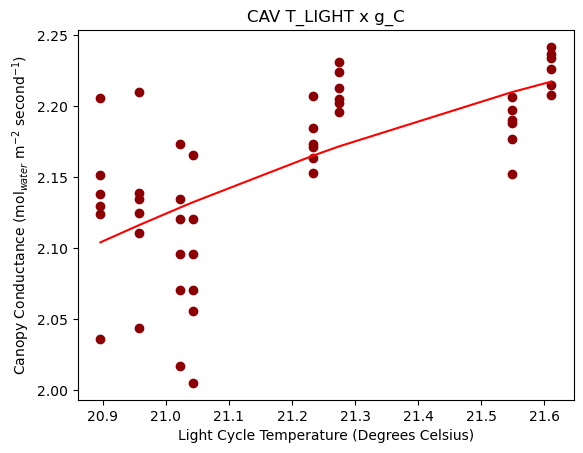 CAV T_LIGHT x g_C
Canopy Conductance (mol_water m⁻² second⁻¹)
2.25
2.20
2.15
2.10
2.05
2.00
20.9 21.0 21.1 21.2 21.3 21.4 21.5 21.6
Light Cycle Temperature (Degrees Celsius)